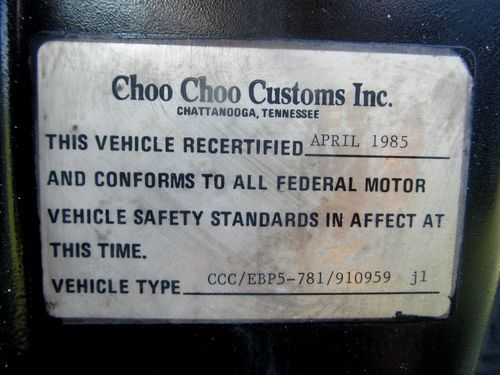 Choo Choo Customs Inc.
CHATTANOOGA, TENNESSEE
THIS VEHICLE RECERTIFIED APRIL 1985
AND CONFORMS TO ALL FEDERAL MOTOR
VEHICLE SAFETY STANDARDS IN AFFECT AT
THIS TIME.
VEHICLE TYPE CCC/EBP5-781/910959 j1